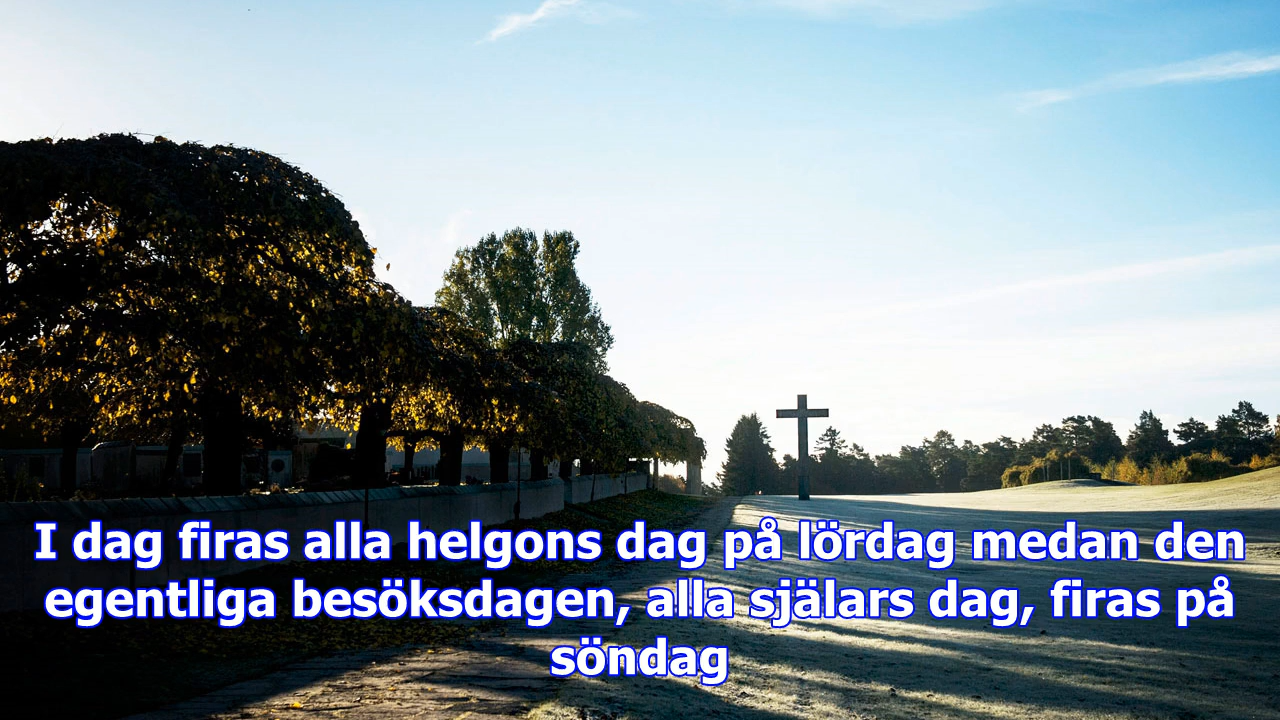 I dag firas alla helgons dag på lördag medan den
egentliga besöksdagen, alla själars dag, firas på
söndag